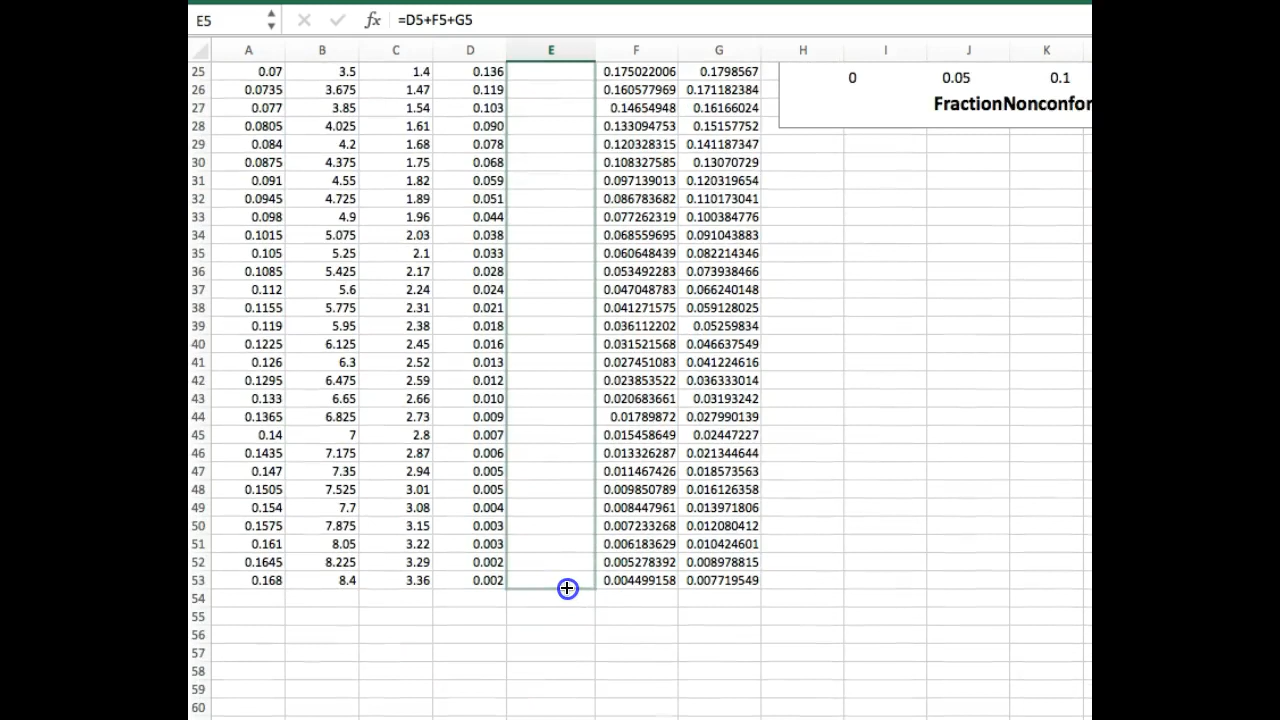 E5 fx =D5+F5+G5
A B C D E F G H I J K
25 0.07 3.5 1.4 0.136 0.175022006 0.1798567 0 0.05 0.1
26 0.0735 3.675 1.47 0.119 0.160577969 0.171182384 FractionNonconfor
27 0.077 3.85 1.54 0.103 0.14654948 0.16166024
28 0.0805 4.025 1.61 0.090 0.133094753 0.15157752
29 0.084 4.2 1.68 0.078 0.120328315 0.141187347
30 0.0875 4.375 1.75 0.068 0.108327585 0.13070729
31 0.091 4.55 1.82 0.059 0.097139013 0.120319654
32 0.0945 4.725 1.89 0.051 0.086783682 0.110173041
33 0.098 4.9 1.96 0.044 0.077262319 0.100384776
34 0.1015 5.075 2.03 0.038 0.068559695 0.091043883
35 0.105 5.25 2.1 0.033 0.060648439 0.082214346
36 0.1085 5.425 2.17 0.028 0.053492283 0.073938466
37 0.112 5.6 2.24 0.024 0.047048783 0.066240148
38 0.1155 5.775 2.31 0.021 0.041271575 0.059128025
39 0.119 5.95 2.38 0.018 0.036112202 0.05259834
40 0.1225 6.125 2.45 0.016 0.031521568 0.046637549
41 0.126 6.3 2.52 0.013 0.027451083 0.041224616
42 0.1295 6.475 2.59 0.012 0.023853522 0.036333014
43 0.133 6.65 2.66 0.010 0.020683661 0.03193242
44 0.1365 6.825 2.73 0.009 0.01789872 0.027990139
45 0.14 7 2.8 0.007 0.015458649 0.02447227
46 0.1435 7.175 2.87 0.006 0.013326287 0.021344644
47 0.147 7.35 2.94 0.005 0.011467426 0.018573563
48 0.1505 7.525 3.01 0.005 0.009850789 0.016126358
49 0.154 7.7 3.08 0.004 0.008447961 0.013971806
50 0.1575 7.875 3.15 0.003 0.007233268 0.012080412
51 0.161 8.05 3.22 0.003 0.006183629 0.010424601
52 0.1645 8.225 3.29 0.002 0.005278392 0.008978815
53 0.168 8.4 3.36 0.002 0.004499158 0.007719549
54
55
56
57
58
59
60